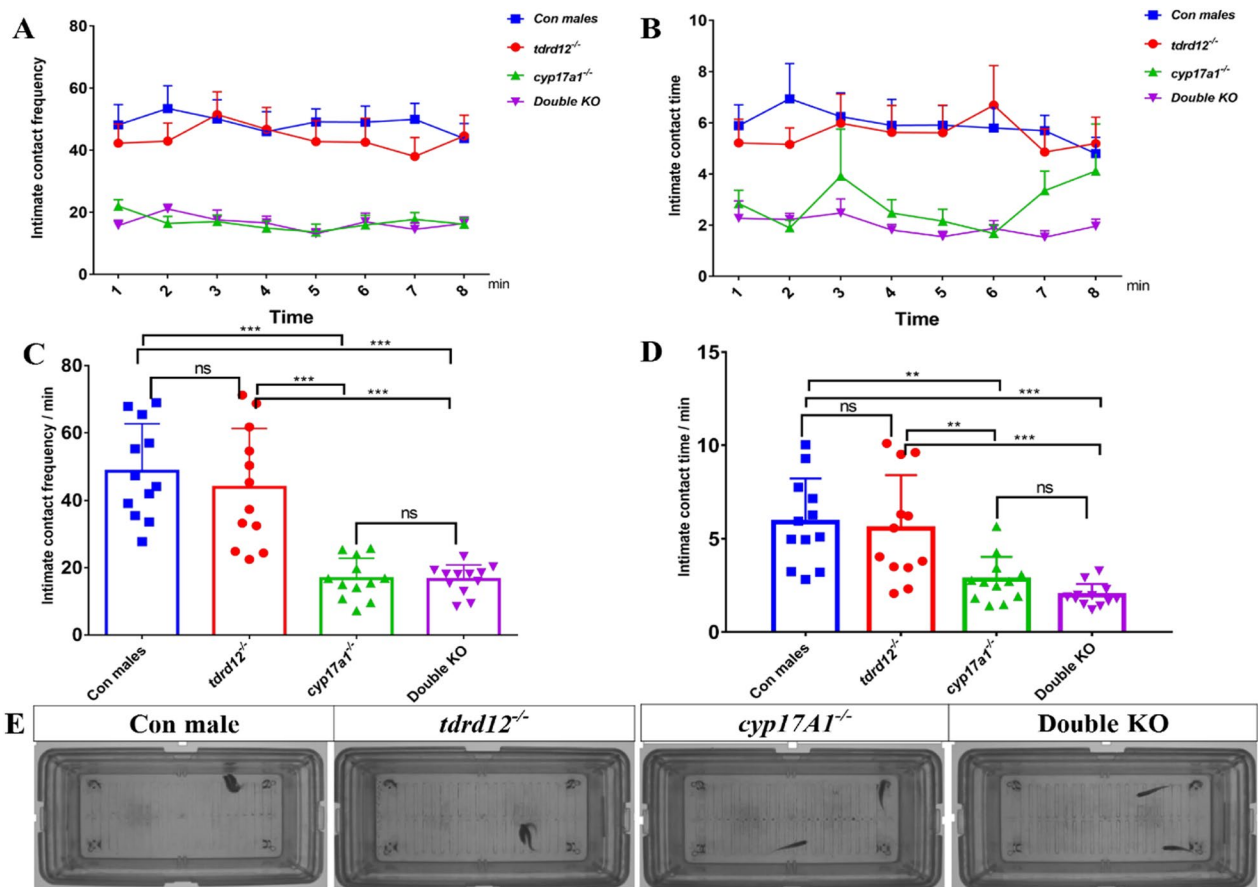 A
80
60
40
20
0
Intimate contact frequency
1 2 3 4 5 6 7 8 min
Time
Con males
tdrd12-/-
cyp17a1-/-
Double KO
B
10
8
6
4
2
0
Intimate contact time
1 2 3 4 5 6 7 8 min
Time
Con males
tdrd12-/-
cyp17a1-/-
Double KO
C
80
60
40
20
0
Intimate contact frequency / min
***
***
ns
***
***
ns
Con males
tdrd12-/-
cyp17a1-/-
Double KO
D
15
10
5
0
Intimate contact time / min
**
***
ns
**
***
ns
Con males
tdrd12-/-
cyp17a1-/-
Double KO
E
Con male
tdrd12-/-
cyp17A1-/-
Double KO